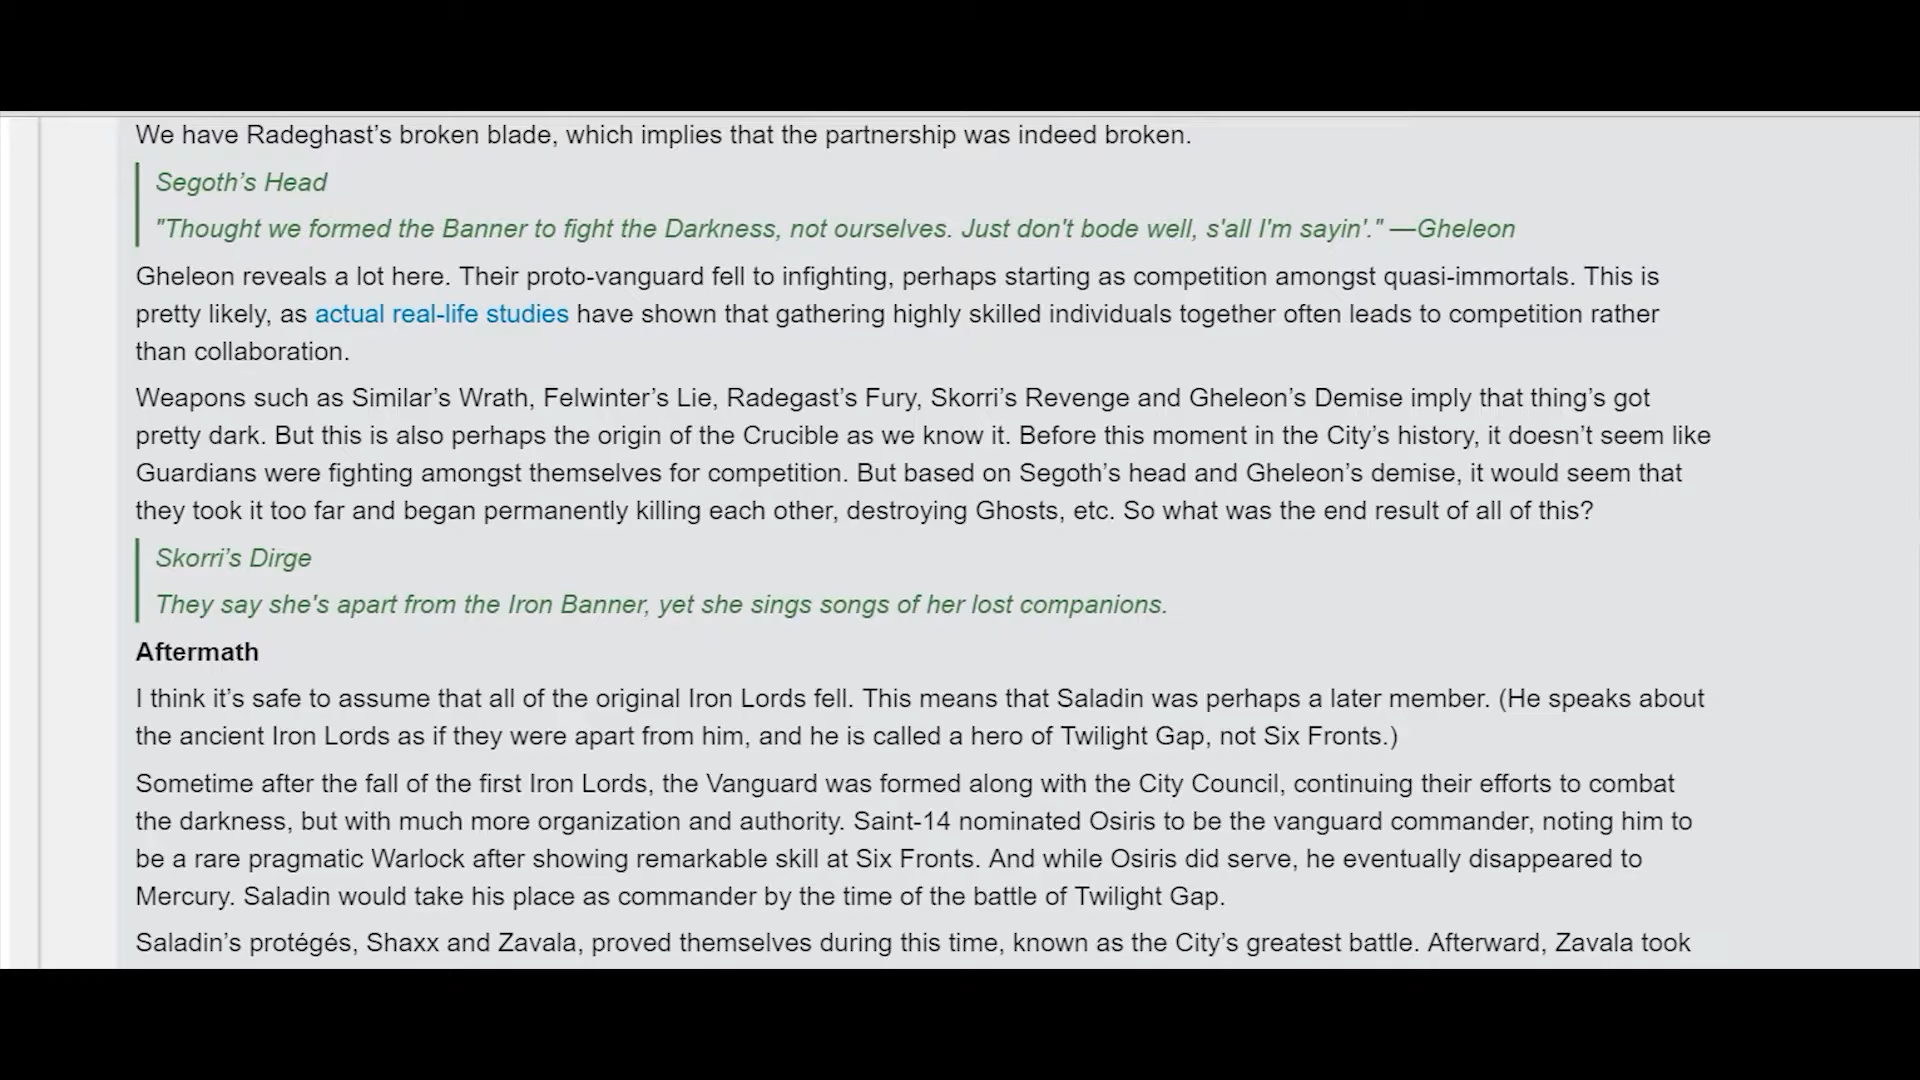 We have Radeghast’s broken blade, which implies that the partnership was indeed broken.
Segoth’s Head
"Thought we formed the Banner to fight the Darkness, not ourselves. Just don't bode well, s'all I'm sayin'." —Gheleon
Gheleon reveals a lot here. Their proto-vanguard fell to infighting, perhaps starting as competition amongst quasi-immortals. This is
pretty likely, as actual real-life studies have shown that gathering highly skilled individuals together often leads to competition rather
than collaboration.
Weapons such as Similar’s Wrath, Felwinter’s Lie, Radegast’s Fury, Skorri’s Revenge and Gheleon’s Demise imply that thing’s got
pretty dark. But this is also perhaps the origin of the Crucible as we know it. Before this moment in the City’s history, it doesn’t seem like
Guardians were fighting amongst themselves for competition. But based on Segoth’s head and Gheleon’s demise, it would seem that
they took it too far and began permanently killing each other, destroying Ghosts, etc. So what was the end result of all of this?
Skorri’s Dirge
They say she's apart from the Iron Banner, yet she sings songs of her lost companions.
Aftermath
I think it’s safe to assume that all of the original Iron Lords fell. This means that Saladin was perhaps a later member. (He speaks about
the ancient Iron Lords as if they were apart from him, and he is called a hero of Twilight Gap, not Six Fronts.)
Sometime after the fall of the first Iron Lords, the Vanguard was formed along with the City Council, continuing their efforts to combat
the darkness, but with much more organization and authority. Saint-14 nominated Osiris to be the vanguard commander, noting him to
be a rare pragmatic Warlock after showing remarkable skill at Six Fronts. And while Osiris did serve, he eventually disappeared to
Mercury. Saladin would take his place as commander by the time of the battle of Twilight Gap.
Saladin’s protégés, Shaxx and Zavala, proved themselves during this time, known as the City’s greatest battle. Afterward, Zavala took